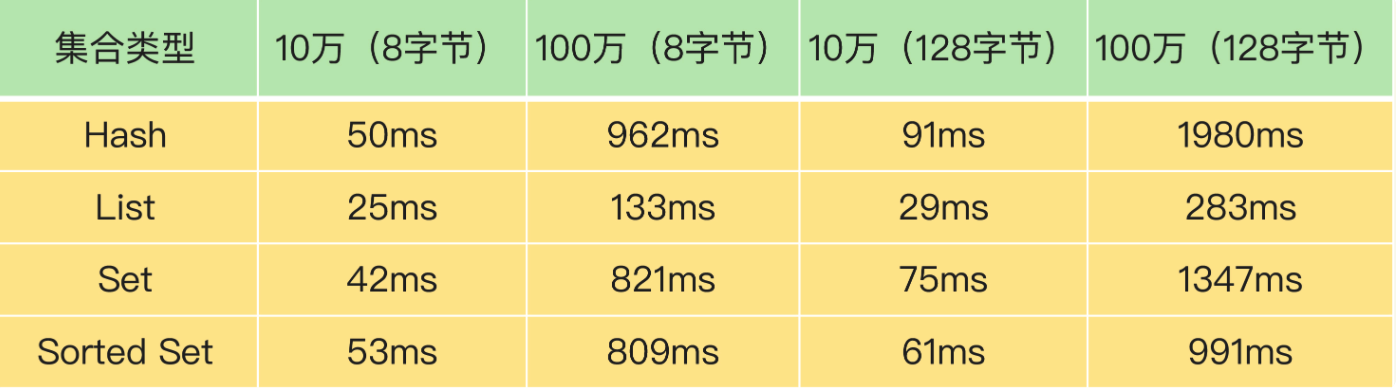 集合类型 10万（8字节） 100万（8字节） 10万（128字节） 100万（128字节）
Hash 50ms 962ms 91ms 1980ms
List 25ms 133ms 29ms 283ms
Set 42ms 821ms 75ms 1347ms
Sorted Set 53ms 809ms 61ms 991ms